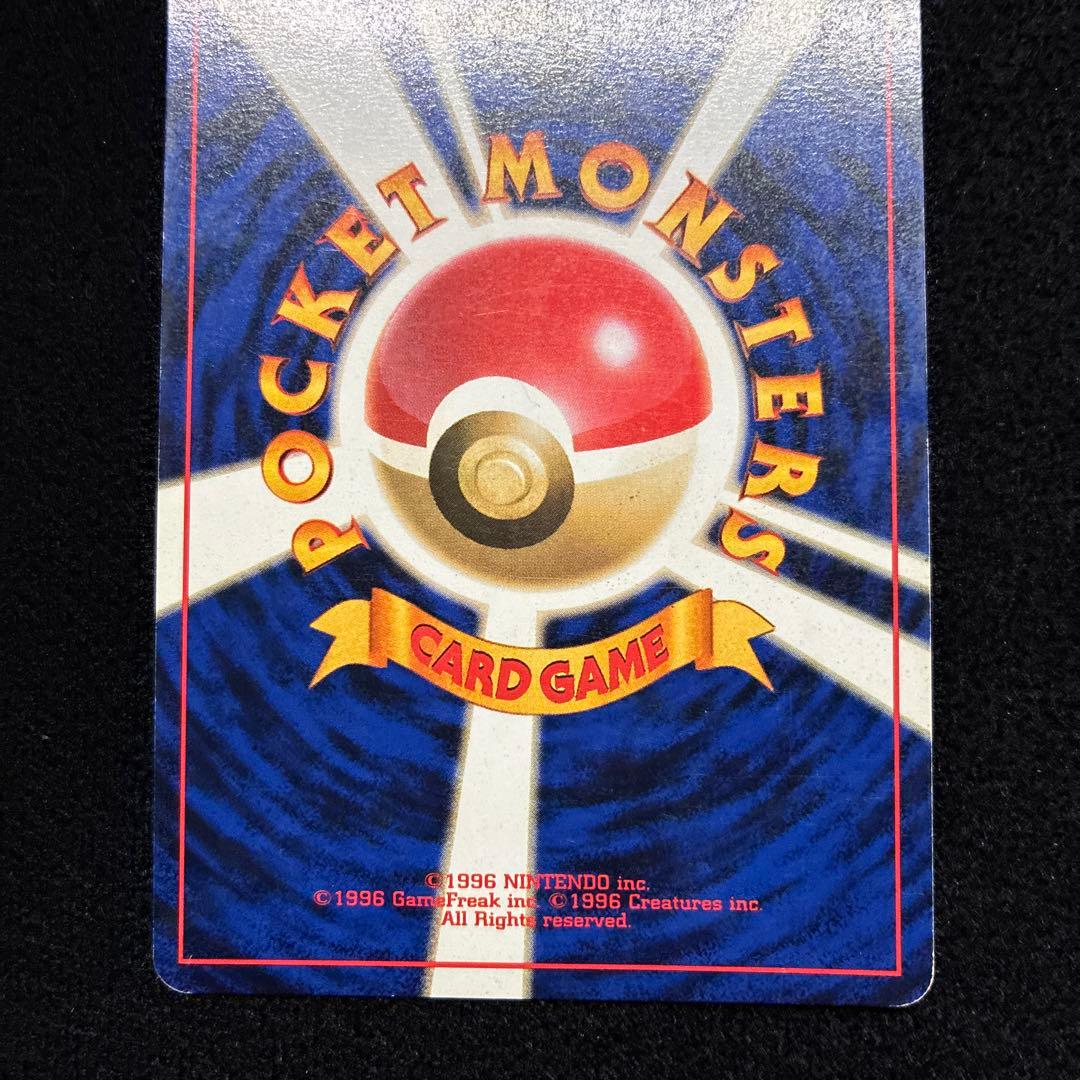 POCKET MONSTERS
CARD GAME
©1996 NINTENDO inc.
©1996 GameFreak inc. ©1996 Creatures inc.
All Rights reserved.